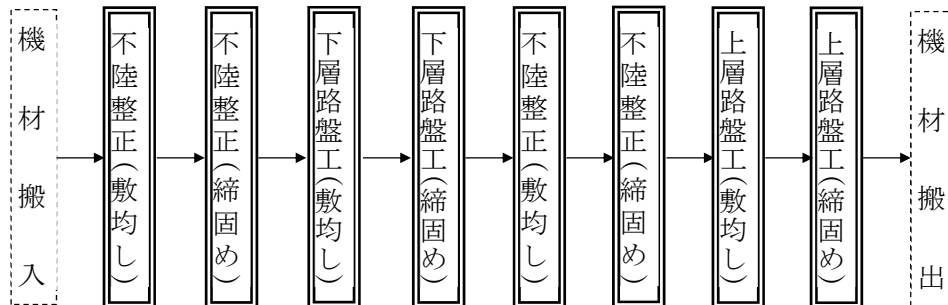 機材搬入
不陸整正(敷均し)
不陸整正(締固め)
下層路盤工(敷均し)
下層路盤工(締固め)
不陸整正(敷均し)
不陸整正(締固め)
上層路盤工(敷均し)
上層路盤工(締固め)
機材搬出